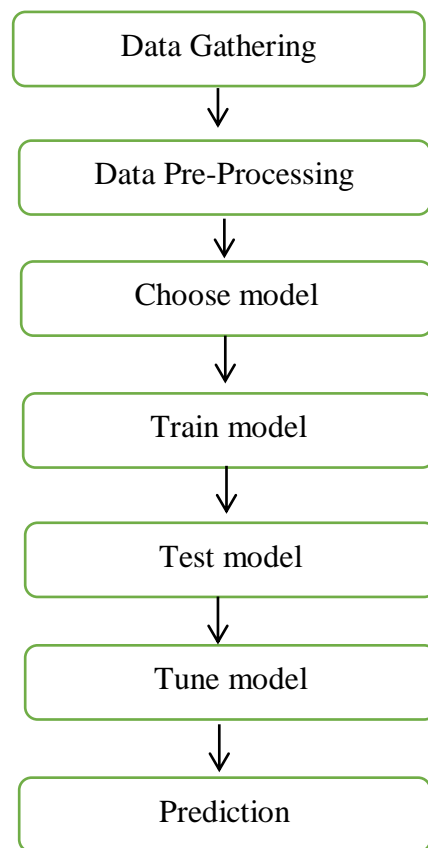 Data Gathering
Data Pre-Processing
Choose model
Train model
Test model
Tune model
Prediction